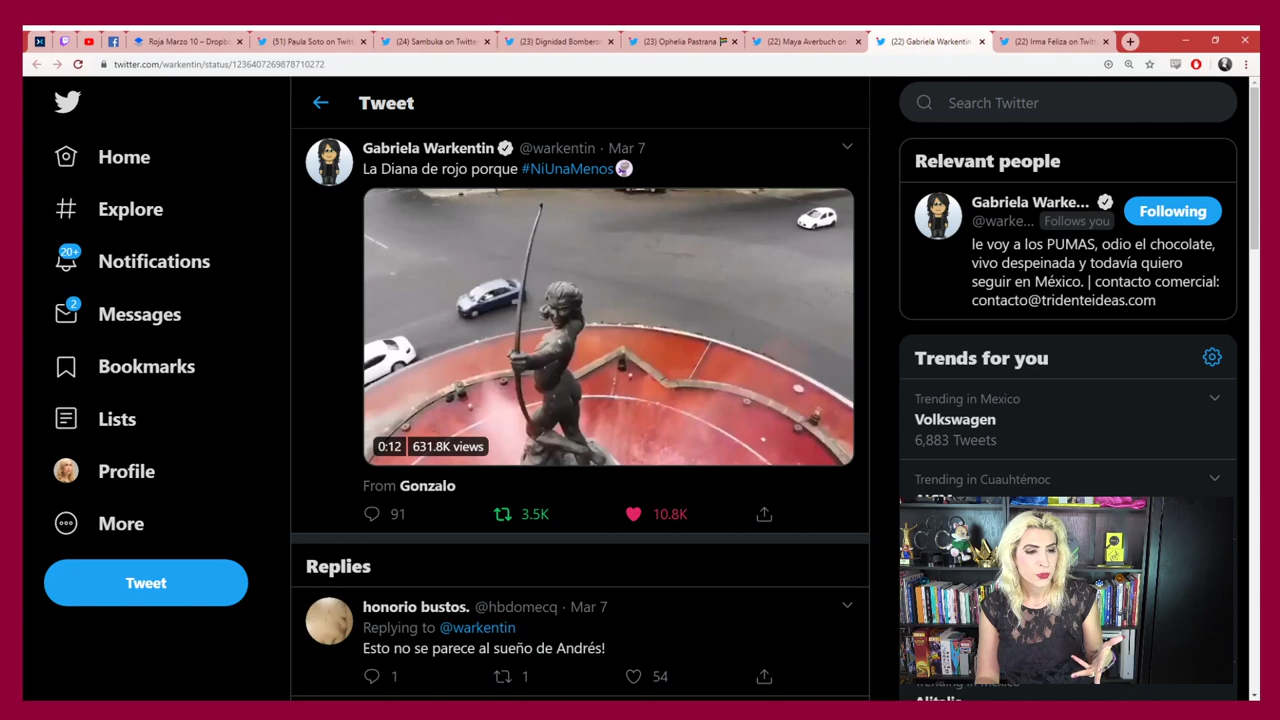 Roja Marzo 10 – Dropb
(51) Paula Soto on Twitt
(24) Sambuka on Twitte
(23) Dignidad Bombero
(23) Ophelia Pastrana
(22) Maya Averbuch on
(22) Gabriela Warkentin
(22) Irma Feliza on Twitt
twitter.com/warkentin/status/1236407269878710272
Home
Explore
20+
Notifications
2
Messages
Bookmarks
Lists
Profile
More
Tweet
Tweet
Gabriela Warkentin @warkentin · Mar 7
La Diana de rojo porque #NiUnaMenos
0:12 631.8K views
From Gonzalo
91 3.5K 10.8K
Replies
honorio bustos. @hbdomecq · Mar 7
Replying to @warkentin
Esto no se parece al sueño de Andrés!
1 1 54
Search Twitter
Relevant people
Gabriela Warke...
@warke... Follows you
Following
le voy a los PUMAS, odio el chocolate,
vivo despeinada y todavía quiero
seguir en México. | contacto comercial:
contacto@tridenteideas.com
Trends for you
Trending in Mexico
Volkswagen
6,883 Tweets
Trending in Cuauhtémoc
Trending in Mexico
Alitalia